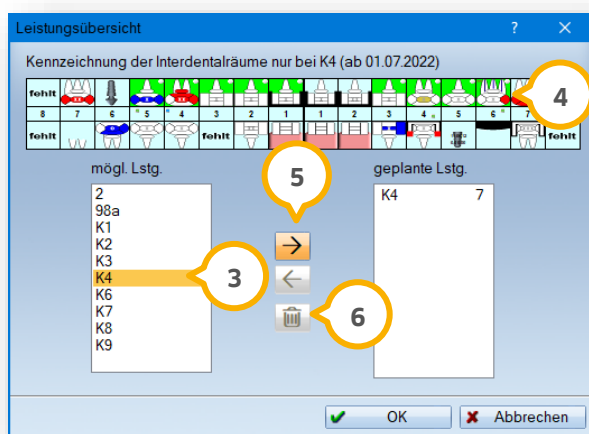 Leistungsübersicht ? ×
Kennzeichnung der Interdentalräume nur bei K4 (ab 01.07.2022)
fehlt
8 7 6 5 4 3 2 1 1 2 3 4 5 6 7
fehlt fehlt fehlt
4
mögl. Lstg.
5
geplante Lstg.
2
98a
K1
K2
K3
K4
K6
K7
K8
K9
3
6
K4 7
OK
Abbrechen